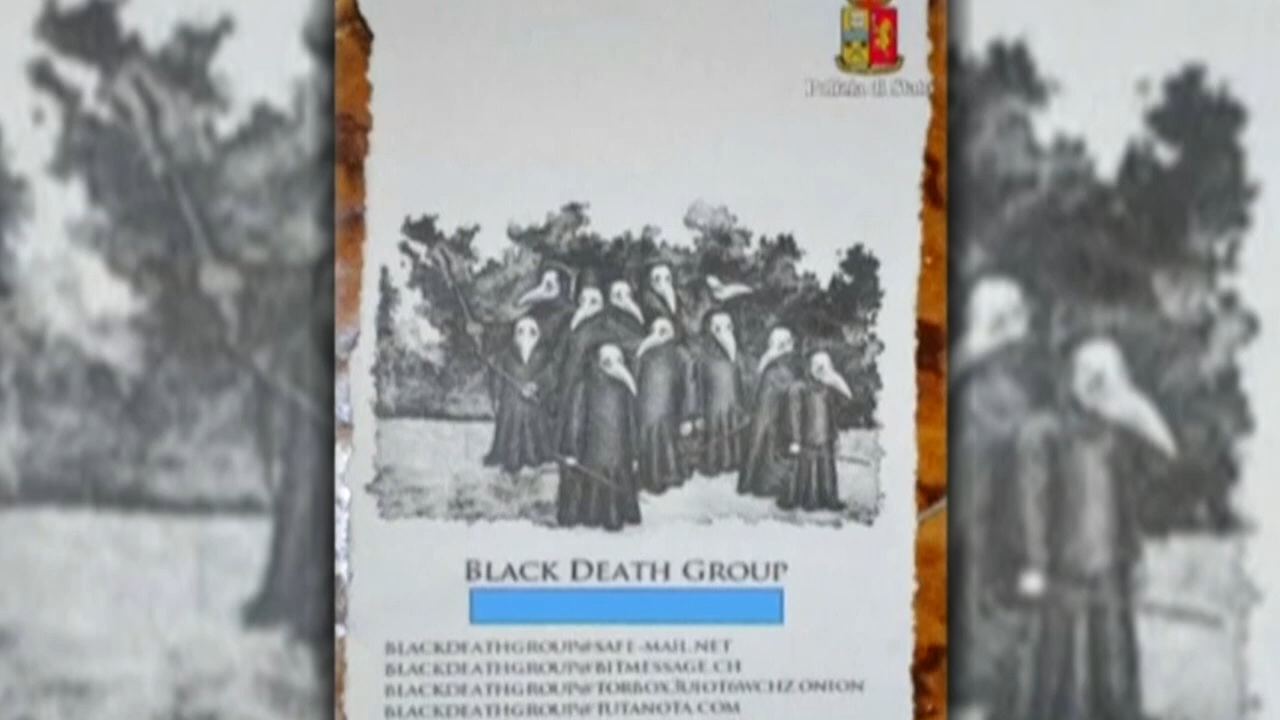 Polizia di Stato
BLACK DEATH GROUP
BLACKDEATHGROUP@SAFE-MAIL.NET
BLACKDEATHGROUP@BITMESSAGE.CH
BLACKDEATHGROUP@TORBOX3UIOT6WCHZ.ONION
BLACKDEATHGROUP@TUTANOTA.COM